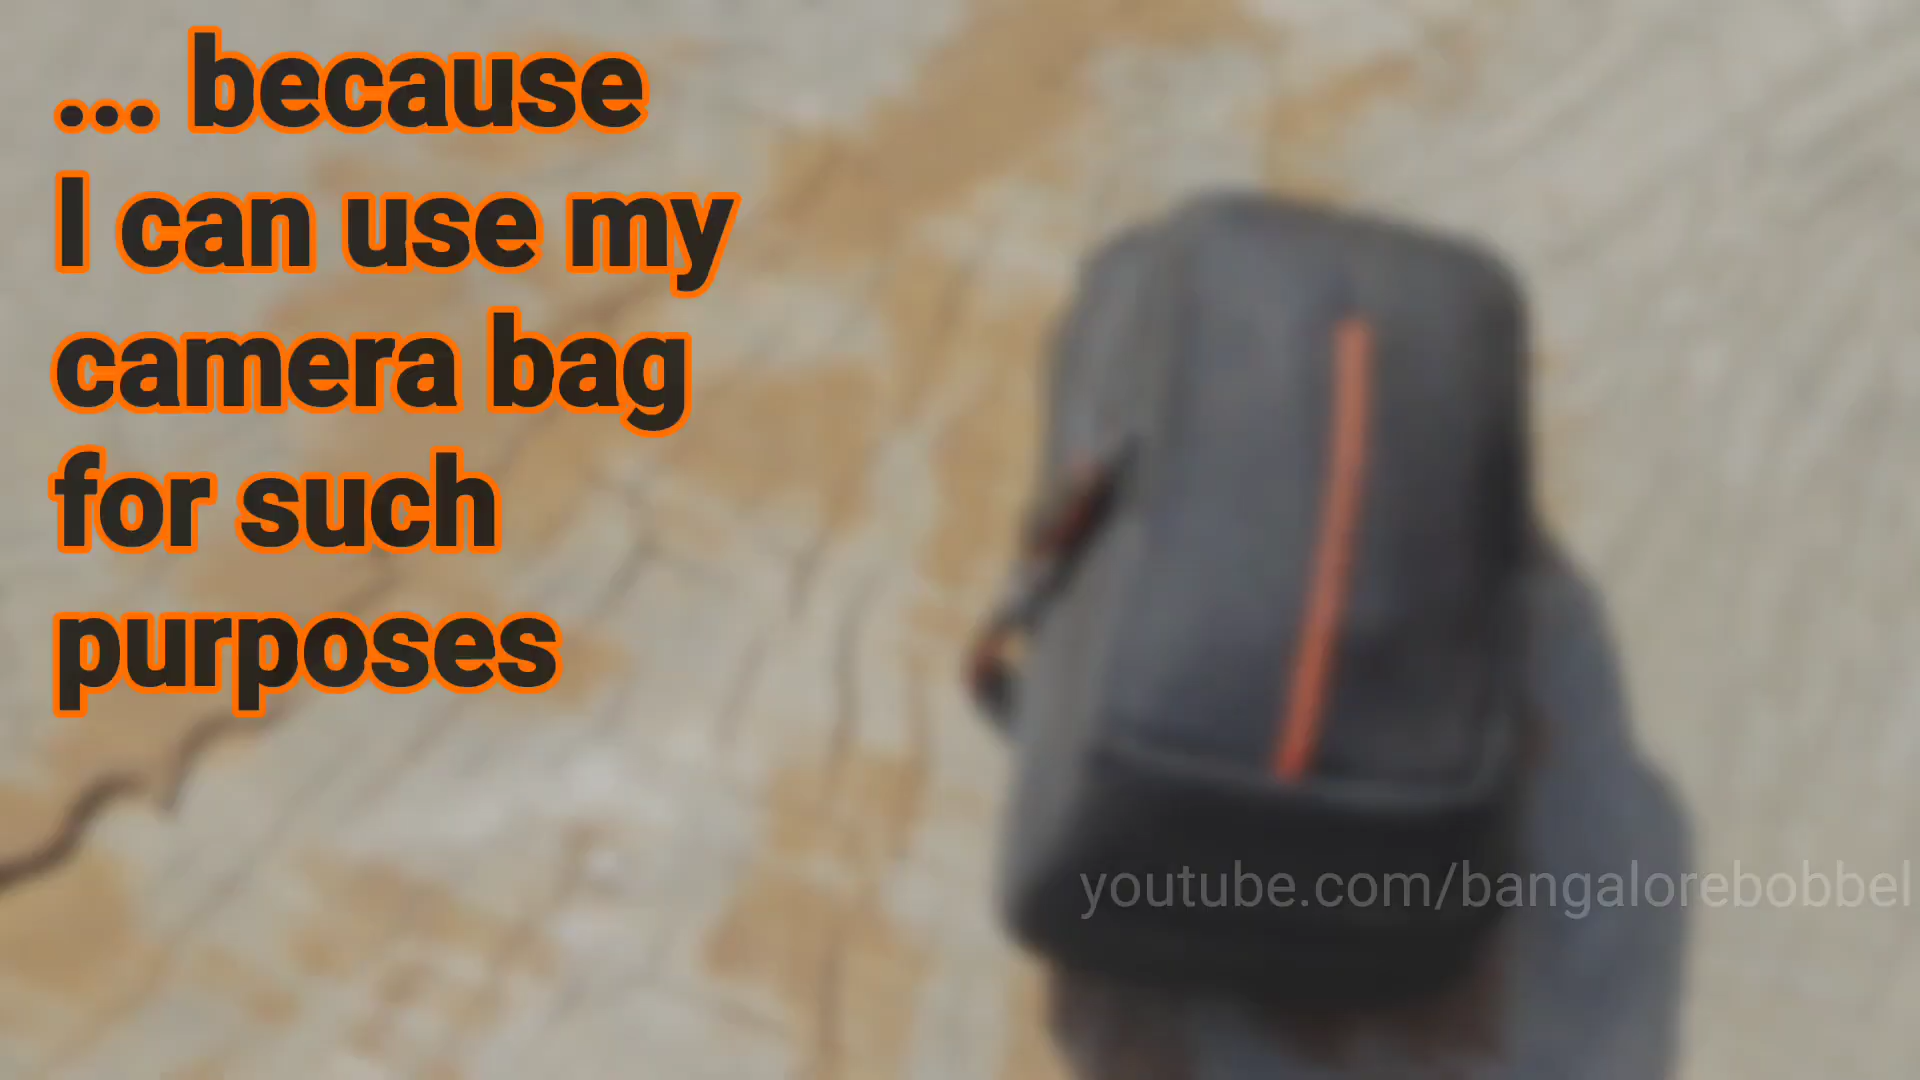 ... because
I can use my
camera bag
for such
purposes
youtube.com/bangalorebobbel